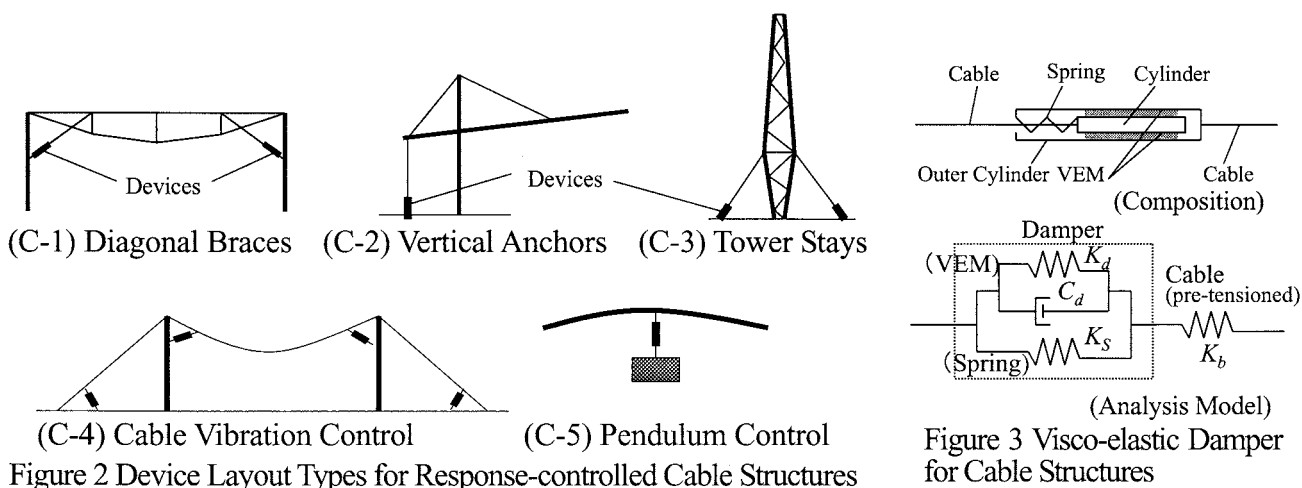 Devices
Devices
(C-1) Diagonal Braces
(C-2) Vertical Anchors
(C-3) Tower Stays
(C-4) Cable Vibration Control
(C-5) Pendulum Control
Figure 2 Device Layout Types for Response-controlled Cable Structures
Cable
Spring
Cylinder
Outer Cylinder VEM
Cable
(Composition)
Damper
(VEM)
K_d
C_d
Cable
(pre-tensioned)
(Spring)
K_S
K_b
(Analysis Model)
Figure 3 Visco-elastic Damper
for Cable Structures